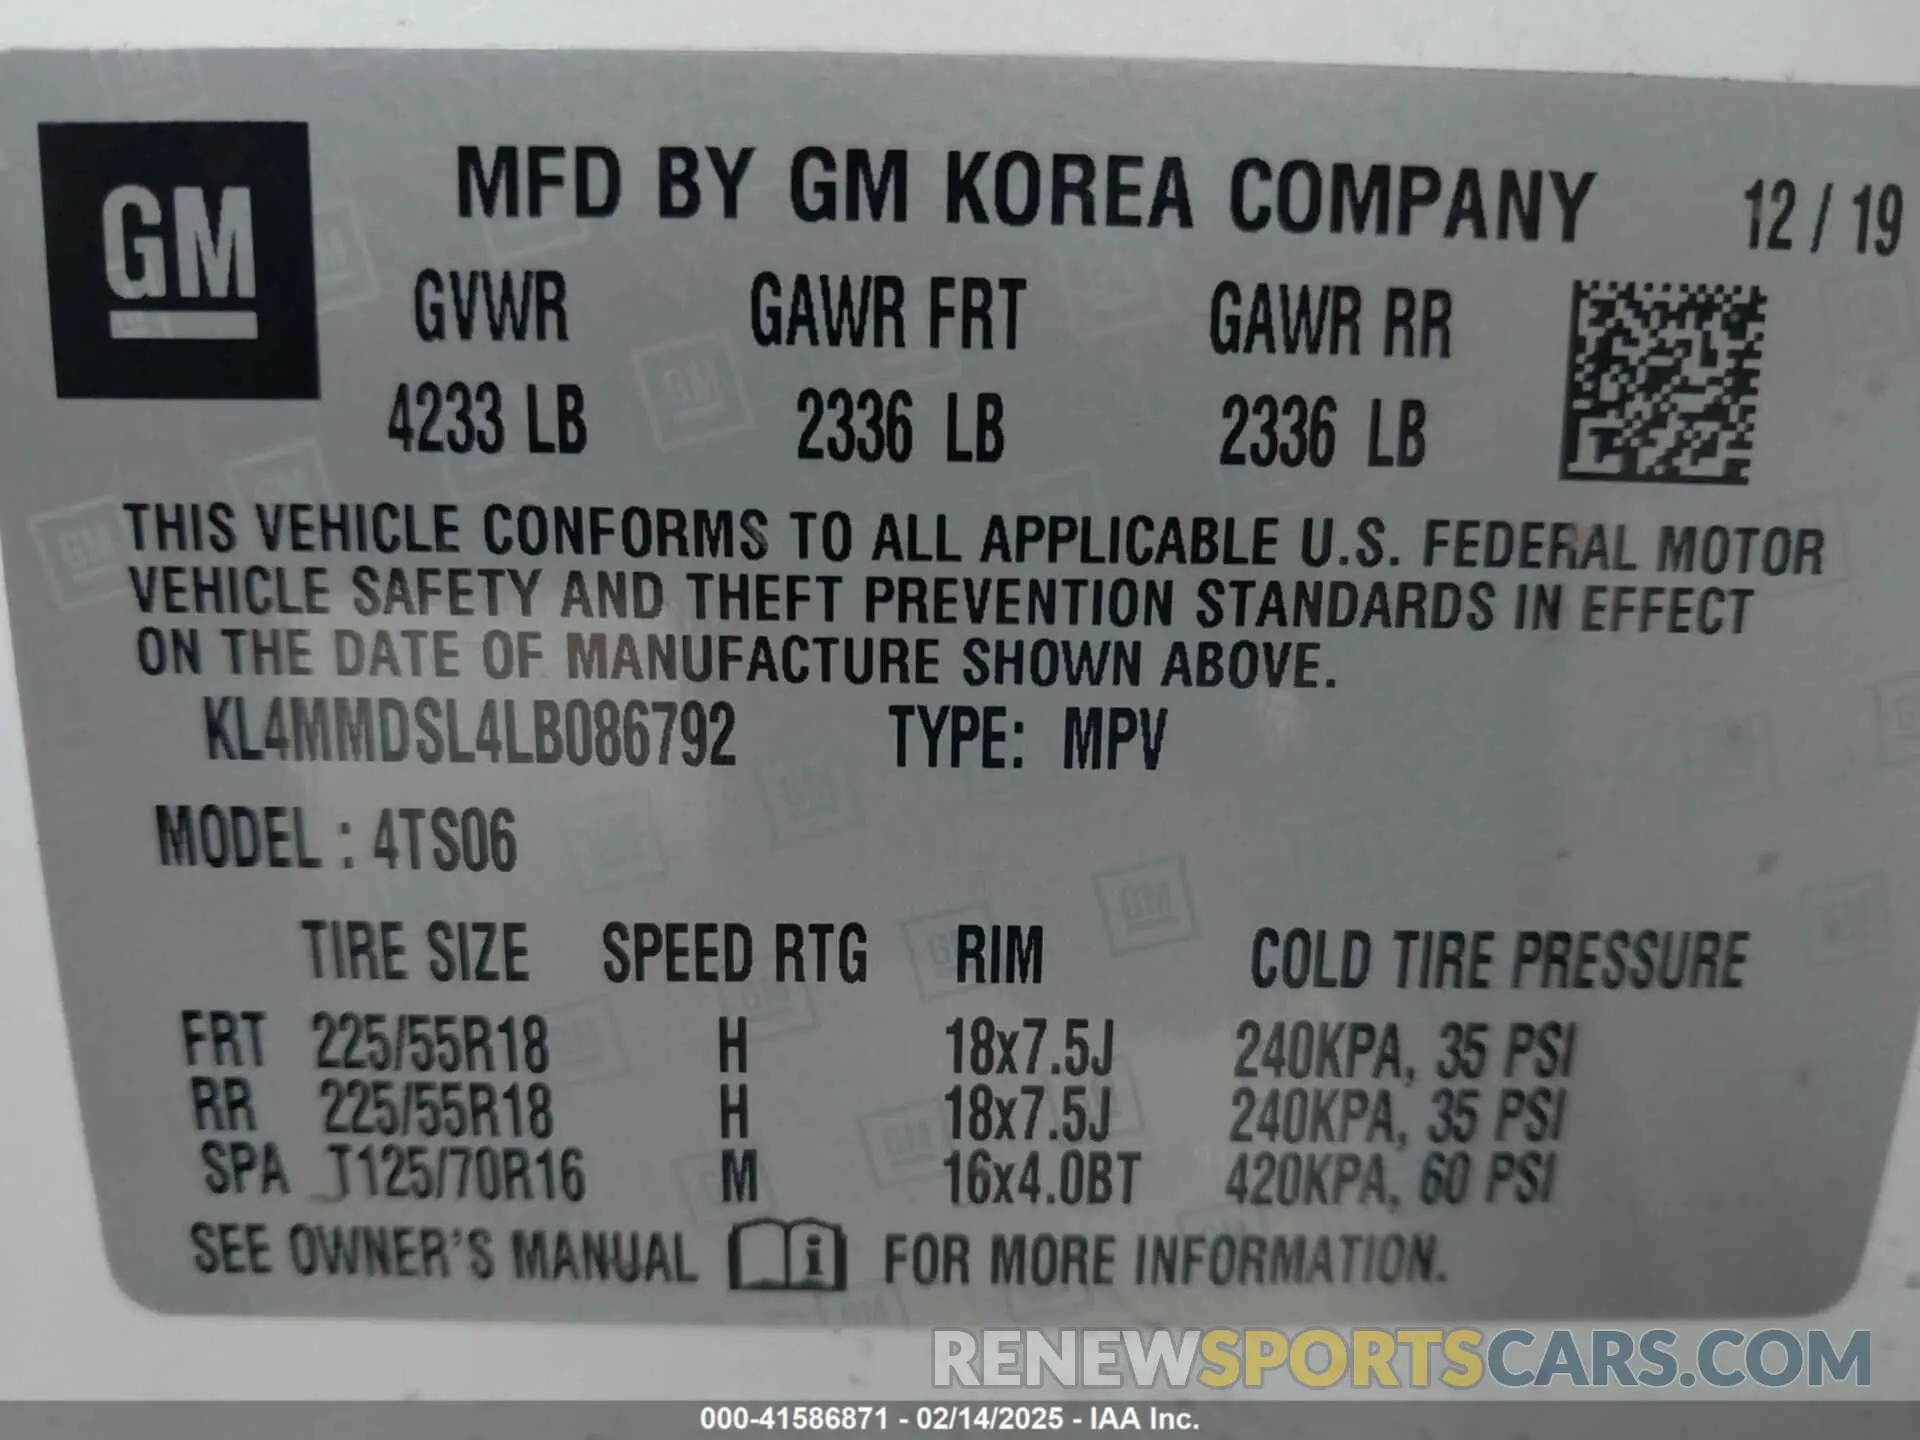 GM
MFD BY GM KOREA COMPANY 12 / 19
GVWR GAWR FRT GAWR RR
4233 LB 2336 LB 2336 LB
THIS VEHICLE CONFORMS TO ALL APPLICABLE U.S. FEDERAL MOTOR
VEHICLE SAFETY AND THEFT PREVENTION STANDARDS IN EFFECT
ON THE DATE OF MANUFACTURE SHOWN ABOVE.
KL4MMDSL4LB086792 TYPE: MPV
MODEL : 4TS06
TIRE SIZE SPEED RTG RIM COLD TIRE PRESSURE
FRT 225/55R18 H 18x7.5J 240KPA, 35 PSI
RR 225/55R18 H 18x7.5J 240KPA, 35 PSI
SPA T125/70R16 M 16x4.0BT 420KPA, 60 PSI
SEE OWNER'S MANUAL i FOR MORE INFORMATION.
RENEWSPORTSCARS.COM
000-41586871 - 02/14/2025 - IAA Inc.